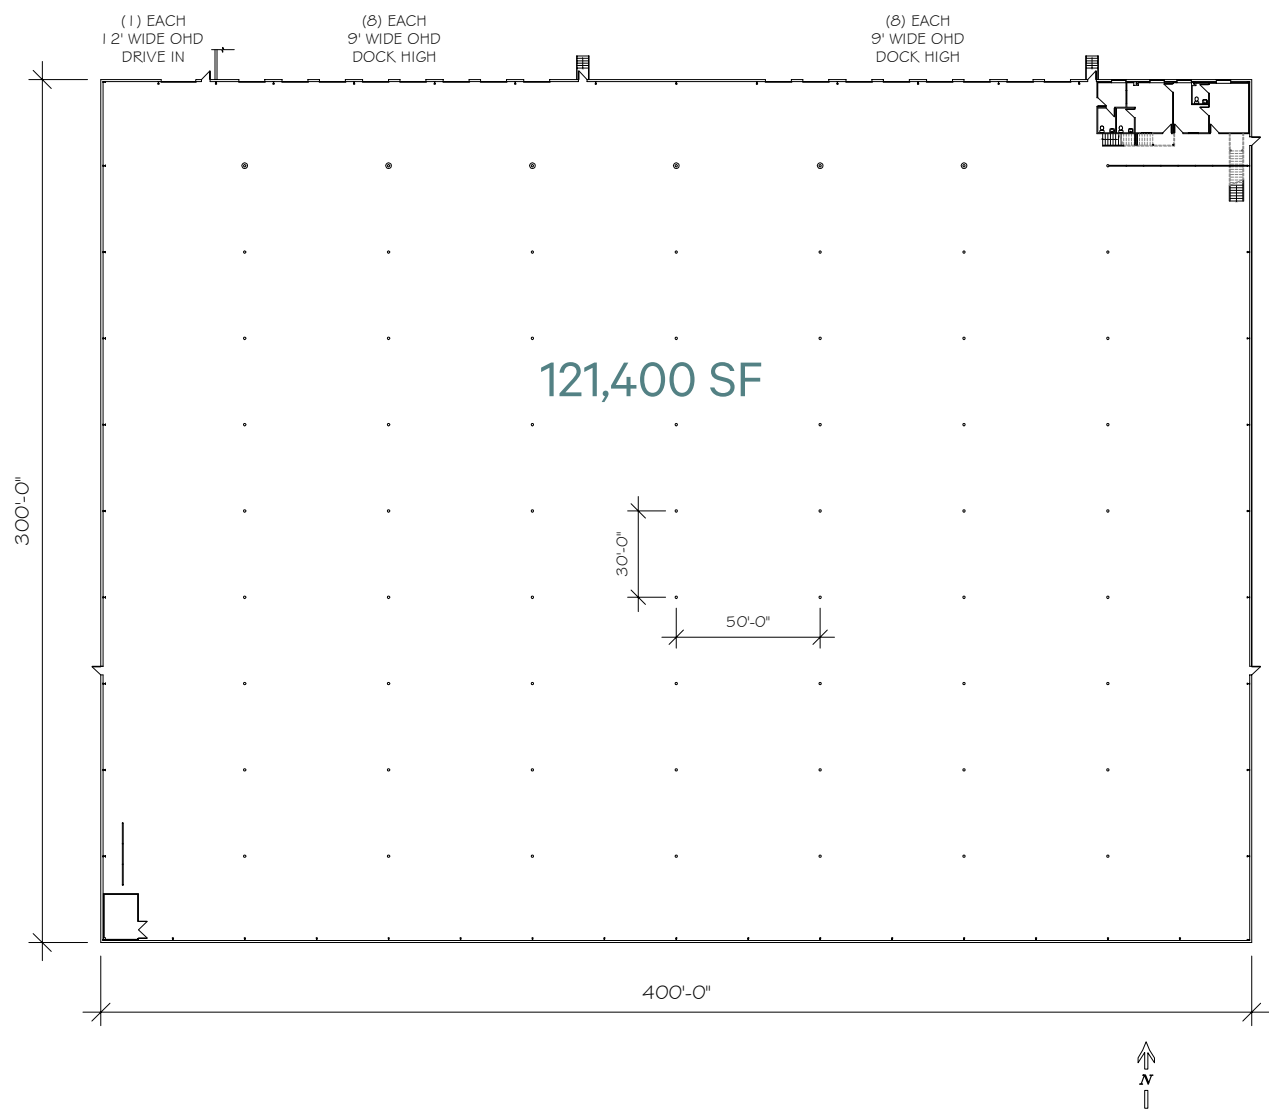 (1) EACH
12' WIDE OHD
DRIVE IN
(8) EACH
9' WIDE OHD
DOCK HIGH
(8) EACH
9' WIDE OHD
DOCK HIGH
121,400 SF
300'-0"
30'-0"
50'-0"
400'-0"
N